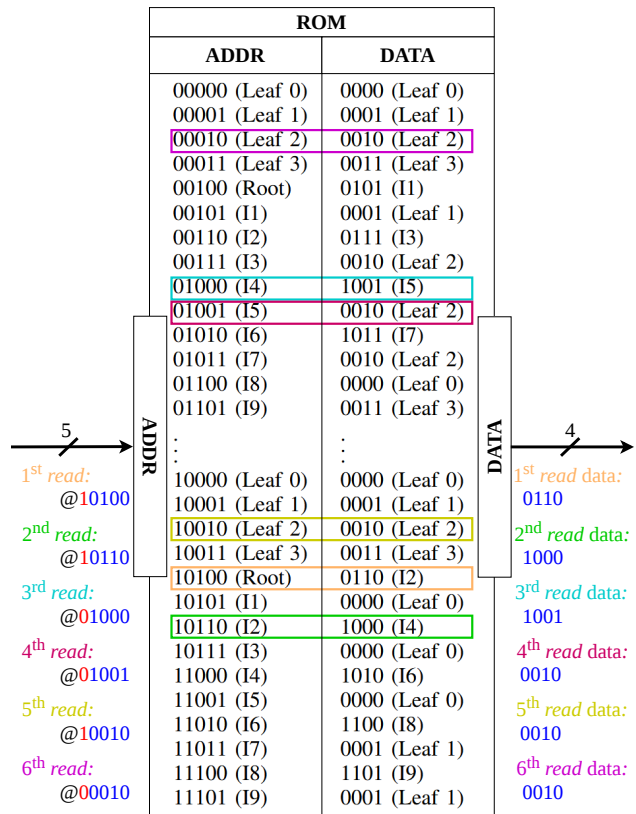 ROM
ADDR DATA
00000 (Leaf 0) 0000 (Leaf 0)
00001 (Leaf 1) 0001 (Leaf 1)
00010 (Leaf 2) 0010 (Leaf 2)
00011 (Leaf 3) 0011 (Leaf 3)
00100 (Root) 0101 (I1)
00101 (I1) 0001 (Leaf 1)
00110 (I2) 0111 (I3)
00111 (I3) 0010 (Leaf 2)
01000 (I4) 1001 (I5)
01001 (I5) 0010 (Leaf 2)
01010 (I6) 1011 (I7)
01011 (I7) 0010 (Leaf 2)
01100 (I8) 0000 (Leaf 0)
01101 (I9) 0011 (Leaf 3)
. .
. .
. .
10000 (Leaf 0) 0000 (Leaf 0)
10001 (Leaf 1) 0001 (Leaf 1)
10010 (Leaf 2) 0010 (Leaf 2)
10011 (Leaf 3) 0011 (Leaf 3)
10100 (Root) 0110 (I2)
10101 (I1) 0000 (Leaf 0)
10110 (I2) 1000 (I4)
10111 (I3) 0000 (Leaf 0)
11000 (I4) 1010 (I6)
11001 (I5) 0000 (Leaf 0)
11010 (I6) 1100 (I8)
11011 (I7) 0001 (Leaf 1)
11100 (I8) 1101 (I9)
11101 (I9) 0001 (Leaf 1)
5
ADDR
1st read:
@10100
2nd read:
@10110
3rd read:
@01000
4th read:
@01001
5th read:
@10010
6th read:
@00010
DATA
4
1st read data:
0110
2nd read data:
1000
3rd read data:
1001
4th read data:
0010
5th read data:
0010
6th read data:
0010